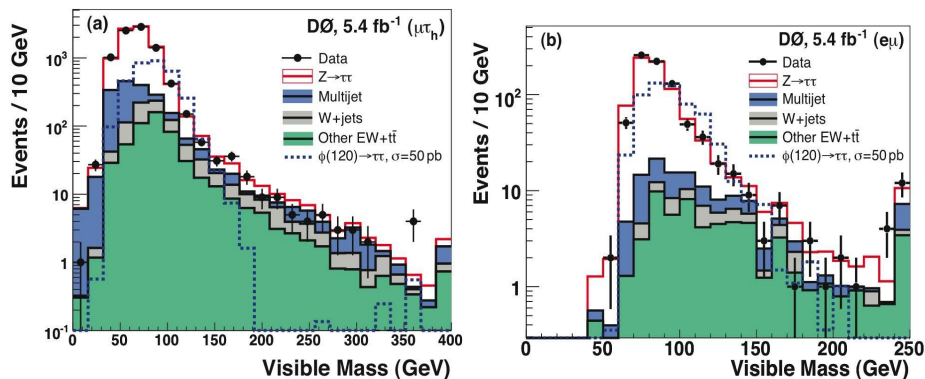 (a) DØ, 5.4 fb⁻¹ (μτₕ)
Data
Z→ττ
Multijet
W+jets
Other EW+tt̄
ϕ(120)→ττ, σ=50 pb
Events / 10 GeV
10³
10²
10
1
10⁻¹
0 50 100 150 200 250 300 350 400
Visible Mass (GeV)
(b) DØ, 5.4 fb⁻¹ (eμ)
Data
Z→ττ
Multijet
W+jets
Other EW+tt̄
ϕ(120)→ττ, σ=50 pb
Events / 10 GeV
10²
10
1
0 50 100 150 200 250
Visible Mass (GeV)